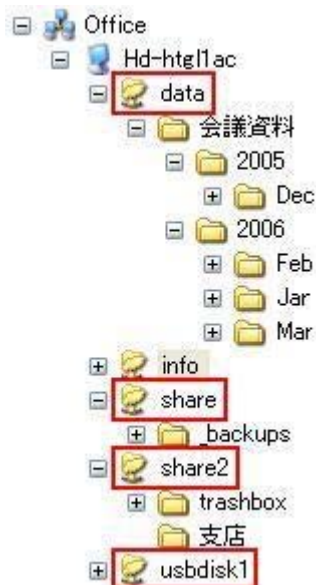 Office
Hd-htgl1ac
data
会議資料
2005
Dec
2006
Feb
Jar
Mar
info
share
_backups
share2
trashbox
支店
usbdisk1